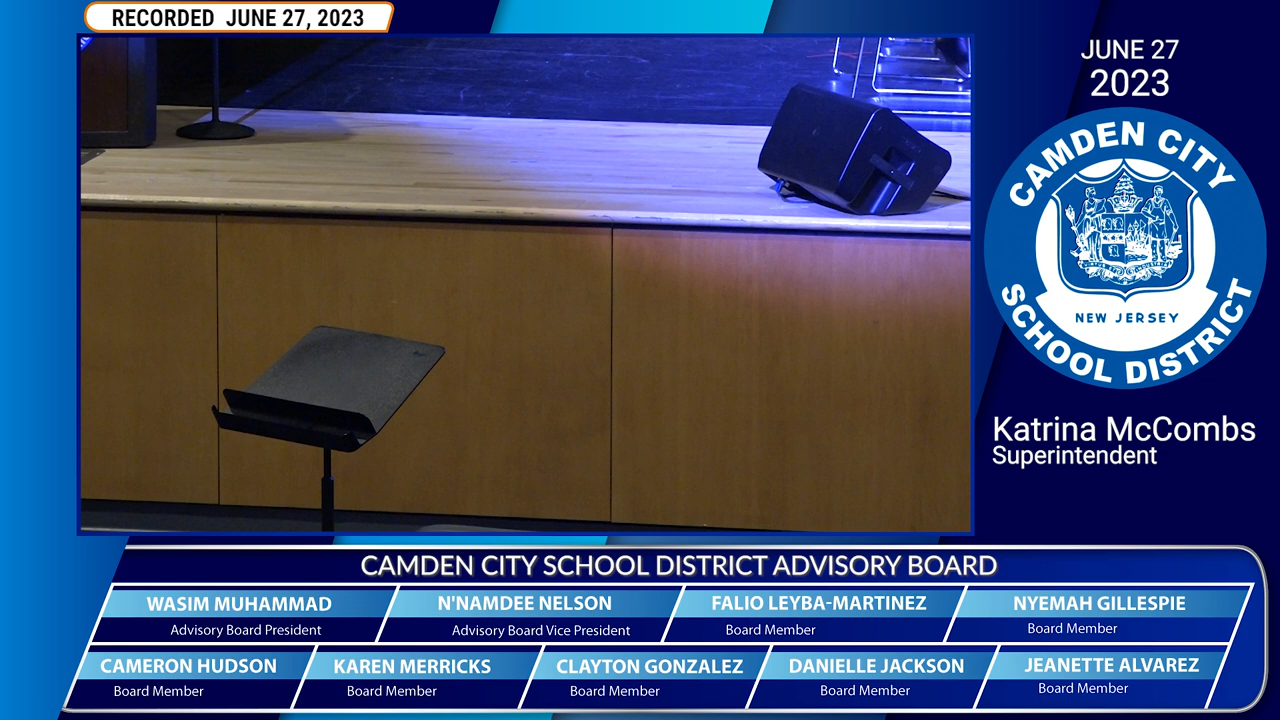 RECORDED JUNE 27, 2023
JUNE 27
2023
CAMDEN CITY
SCHOOL DISTRICT
NEW JERSEY
Katrina McCombs
Superintendent
CAMDEN CITY SCHOOL DISTRICT ADVISORY BOARD
WASIM MUHAMMAD
Advisory Board President
N'NAMDEE NELSON
Advisory Board Vice President
FALIO LEYBA-MARTINEZ
Board Member
NYEMAH GILLESPIE
Board Member
CAMERON HUDSON
Board Member
KAREN MERRICKS
Board Member
CLAYTON GONZALEZ
Board Member
DANIELLE JACKSON
Board Member
JEANETTE ALVAREZ
Board Member